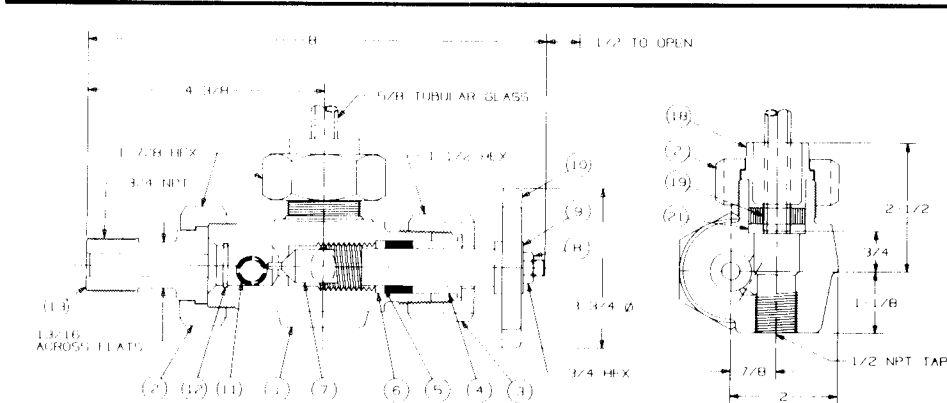 8
1/2 TO OPEN
4 3/8
5/8 TUBULAR GLASS
1 7/8 HEX
3/4 NPT
1 1/2 HEX
(10)
(9)
(8)
3 3/4 Ø
3/4 HEX
(13)
13/16
ACROSS FLATS
(2) (12) (11) (1) (7) (6) (5) (4) (3)
(18)
(2)
(19)
(21)
2-1/2
3/4
1-1/8
1/2 NPT TAP
7/8
2